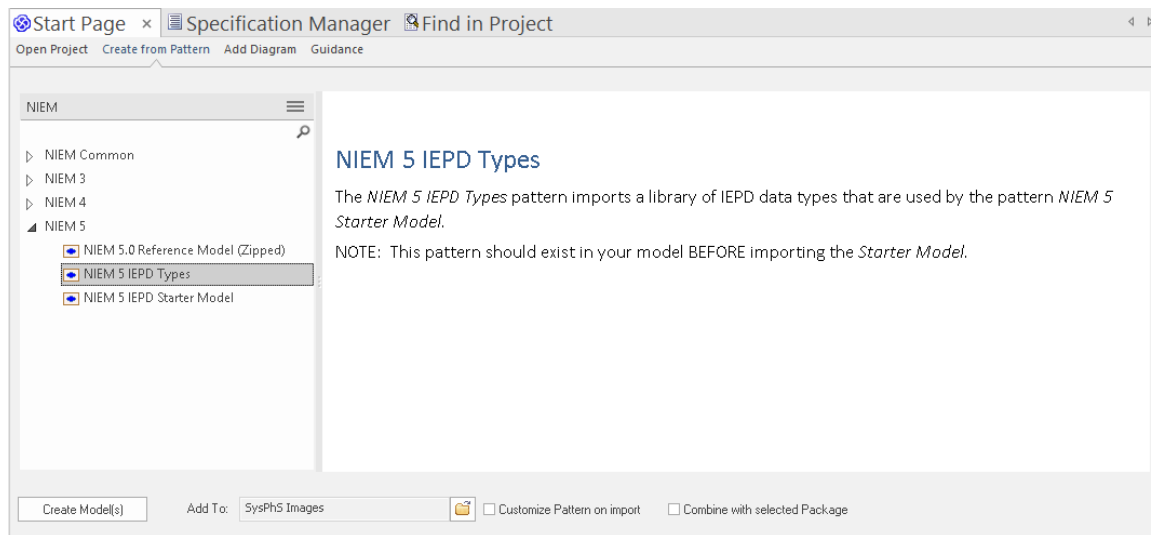 Start Page × Specification Manager Find in Project
Open Project Create from Pattern Add Diagram Guidance
NIEM
NIEM Common
NIEM 3
NIEM 4
NIEM 5
NIEM 5.0 Reference Model (Zipped)
NIEM 5 IEPD Types
NIEM 5 IEPD Starter Model
NIEM 5 IEPD Types
The NIEM 5 IEPD Types pattern imports a library of IEPD data types that are used by the pattern NIEM 5
Starter Model.
NOTE: This pattern should exist in your model BEFORE importing the Starter Model.
Create Model(s) Add To: SysPhS Images Customize Pattern on import Combine with selected Package